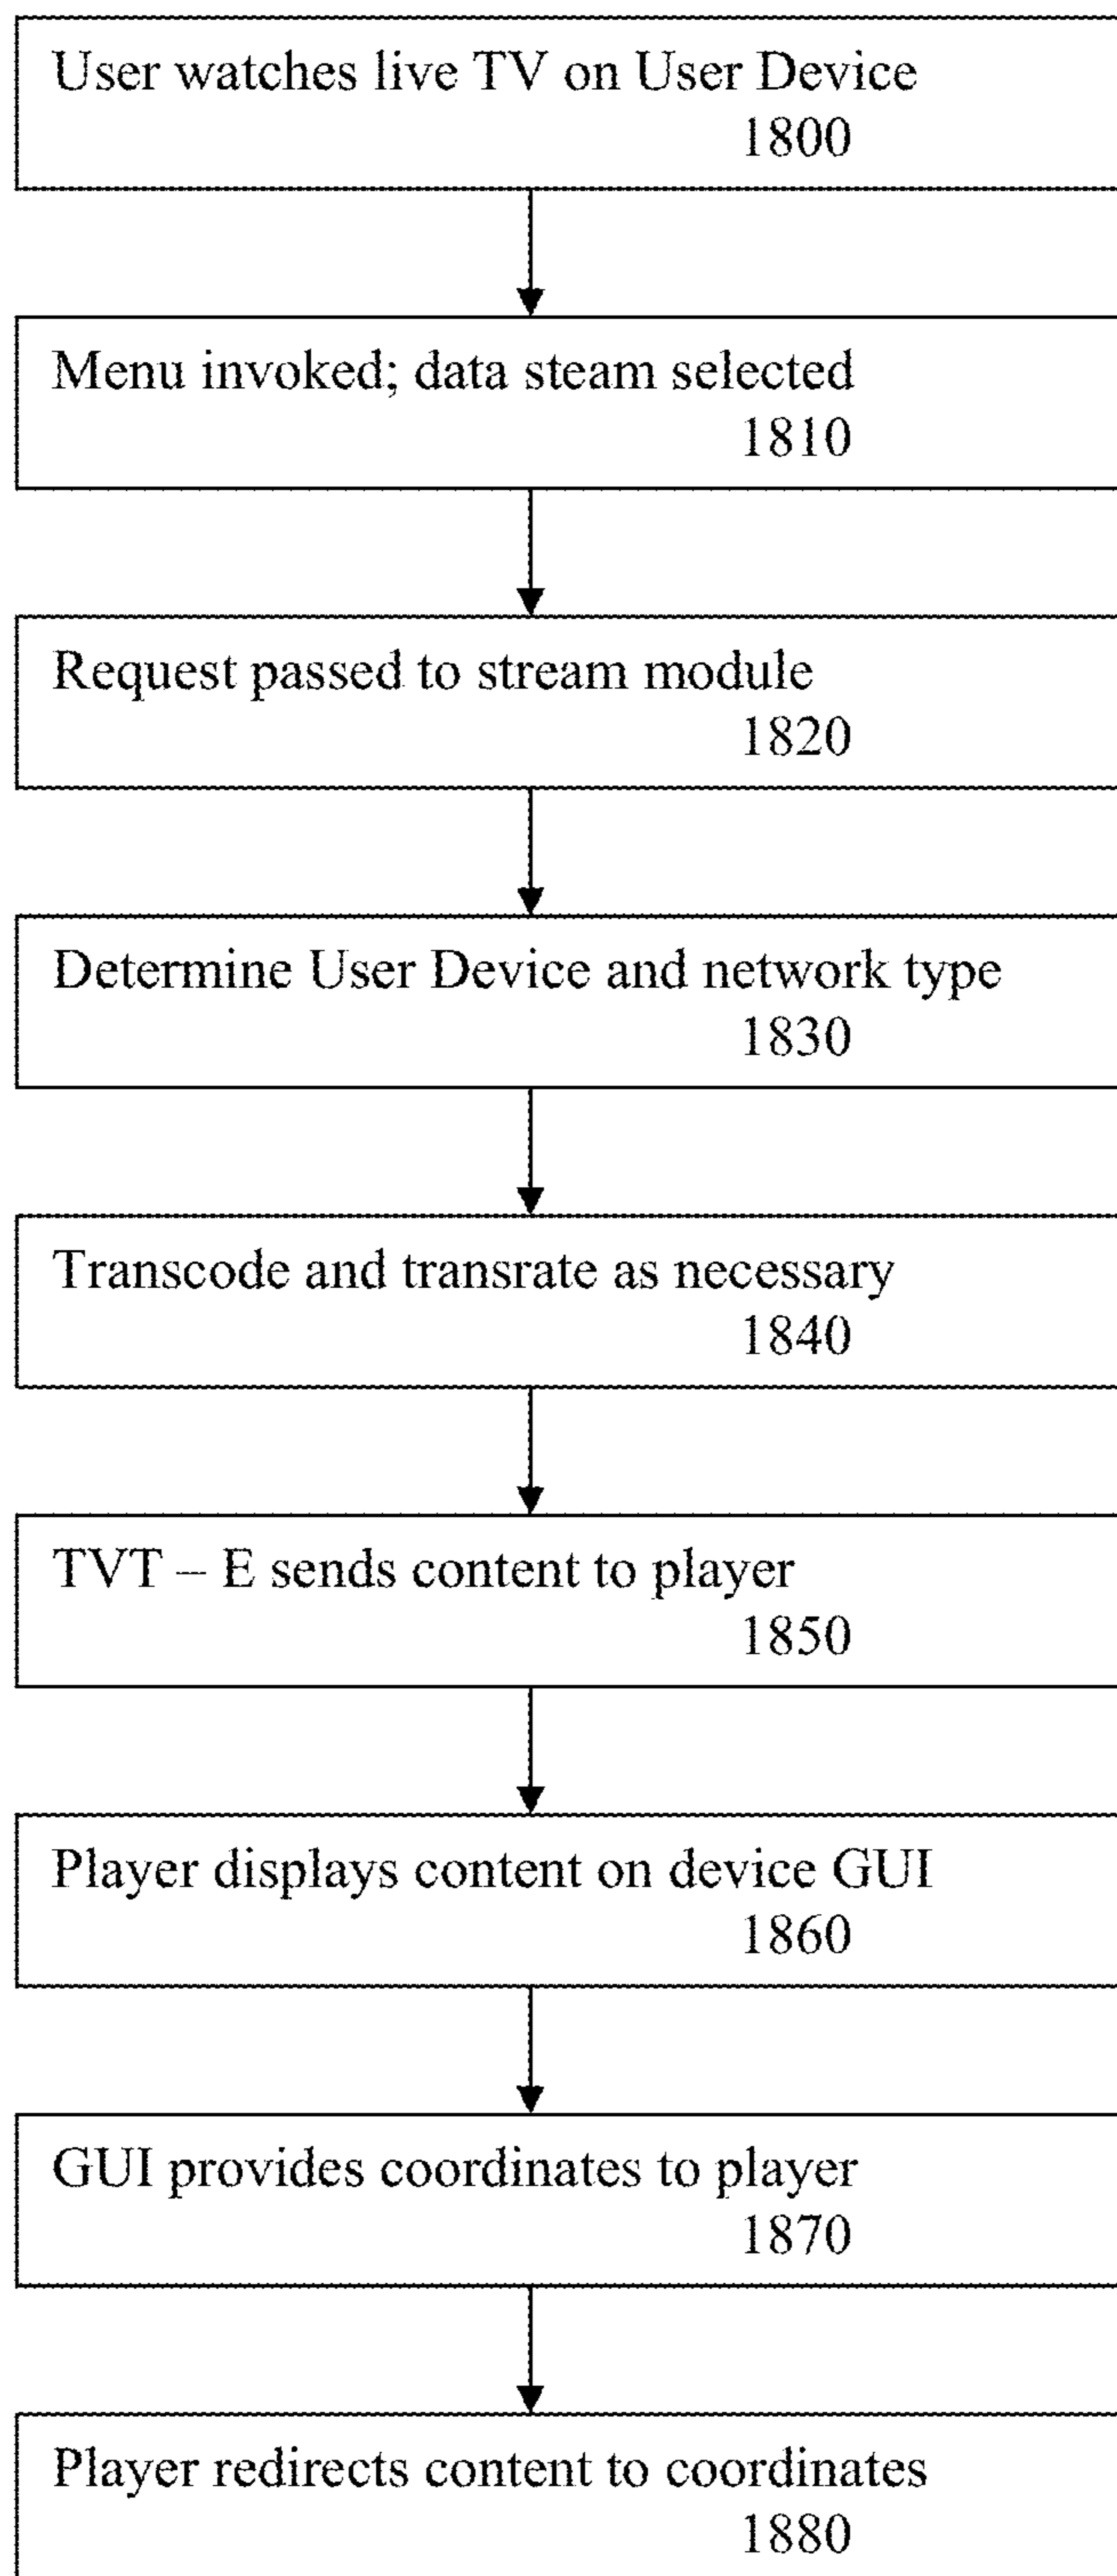 User watches live TV on User Device
1800
Menu invoked; data steam selected
1810
Request passed to stream module
1820
Determine User Device and network type
1830
Transcode and transrate as necessary
1840
TVT – E sends content to player
1850
Player displays content on device GUI
1860
GUI provides coordinates to player
1870
Player redirects content to coordinates
1880